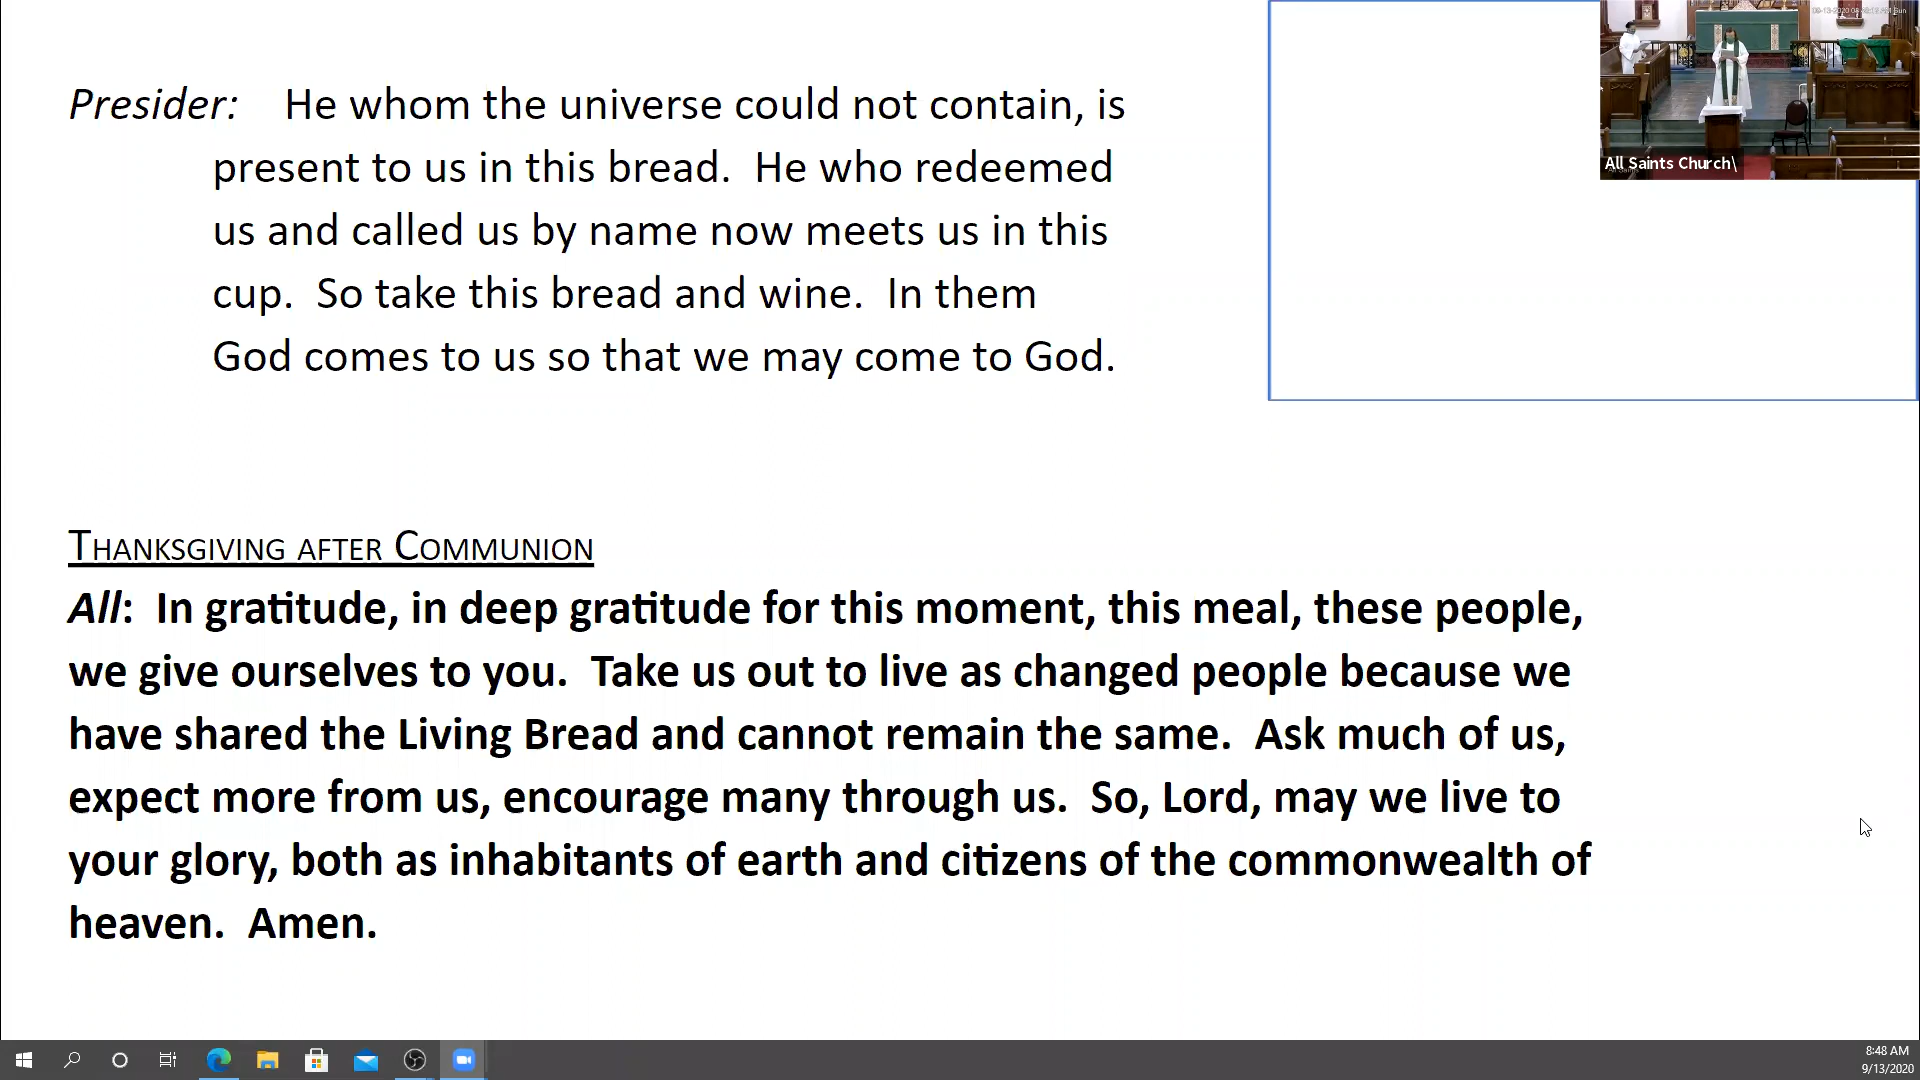 Presider: He whom the universe could not contain, is
present to us in this bread. He who redeemed
us and called us by name now meets us in this
cup. So take this bread and wine. In them
God comes to us so that we may come to God.
All Saints Church\
THANKSGIVING AFTER COMMUNION
All: In gratitude, in deep gratitude for this moment, this meal, these people,
we give ourselves to you. Take us out to live as changed people because we
have shared the Living Bread and cannot remain the same. Ask much of us,
expect more from us, encourage many through us. So, Lord, may we live to
your glory, both as inhabitants of earth and citizens of the commonwealth of
heaven. Amen.
8:48 AM
9/13/2020